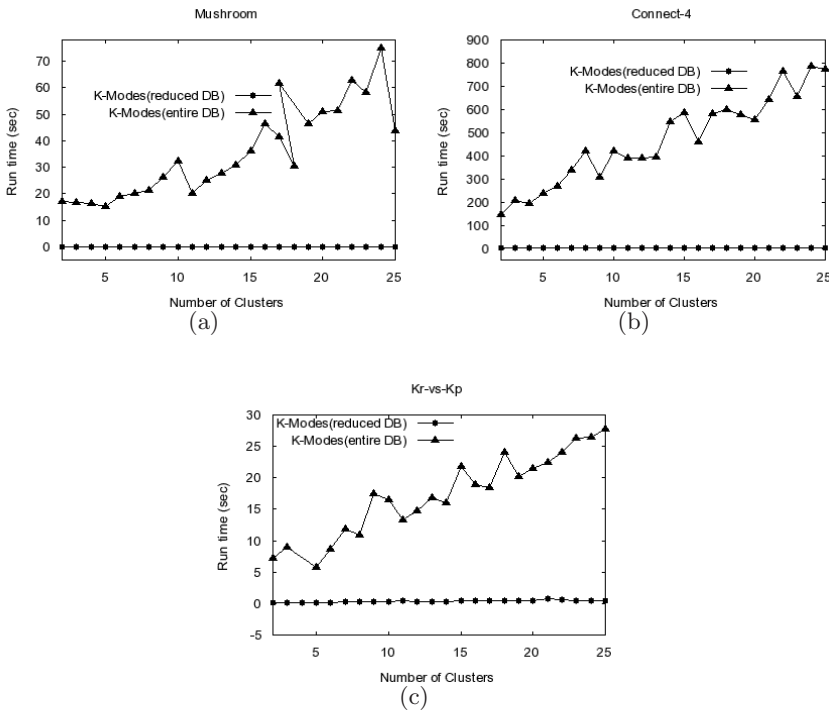 Mushroom
K-Modes(reduced DB)
K-Modes(entire DB)
Run time (sec)
70
60
50
40
30
20
10
0
5
10
15
20
25
Number of Clusters
(a)
Connect-4
K-Modes(reduced DB)
K-Modes(entire DB)
Run time (sec)
900
800
700
600
500
400
300
200
100
0
5
10
15
20
25
Number of Clusters
(b)
Kr-vs-Kp
K-Modes(reduced DB)
K-Modes(entire DB)
Run time (sec)
30
25
20
15
10
5
0
-5
5
10
15
20
25
Number of Clusters
(c)